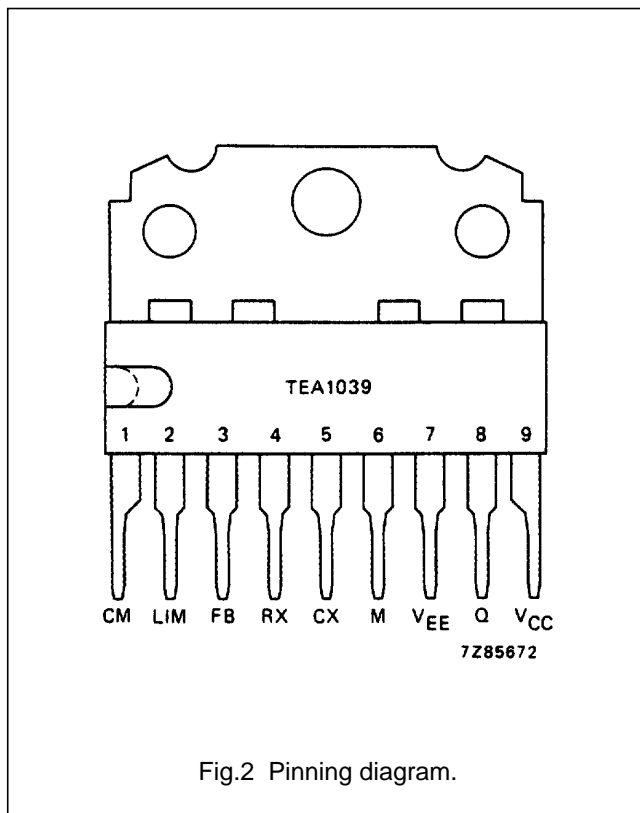 TEA1039
1 2 3 4 5 6 7 8 9
CM LIM FB RX CX M VEE Q VCC
7Z85672
Fig.2 Pinning diagram.